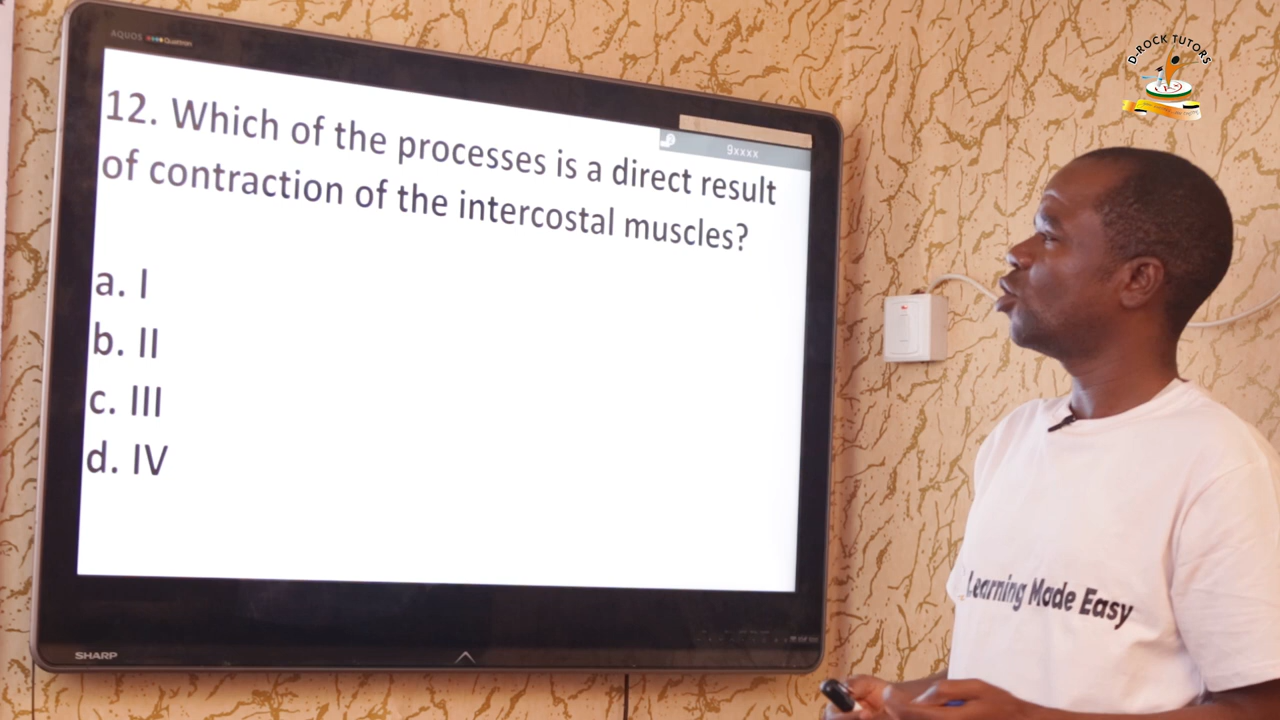 AQUOS Quattron
9xxxx
12. Which of the processes is a direct result
of contraction of the intercostal muscles?
a. I
b. II
c. III
d. IV
SHARP
D-ROCK TUTORS
Learning Made Easy